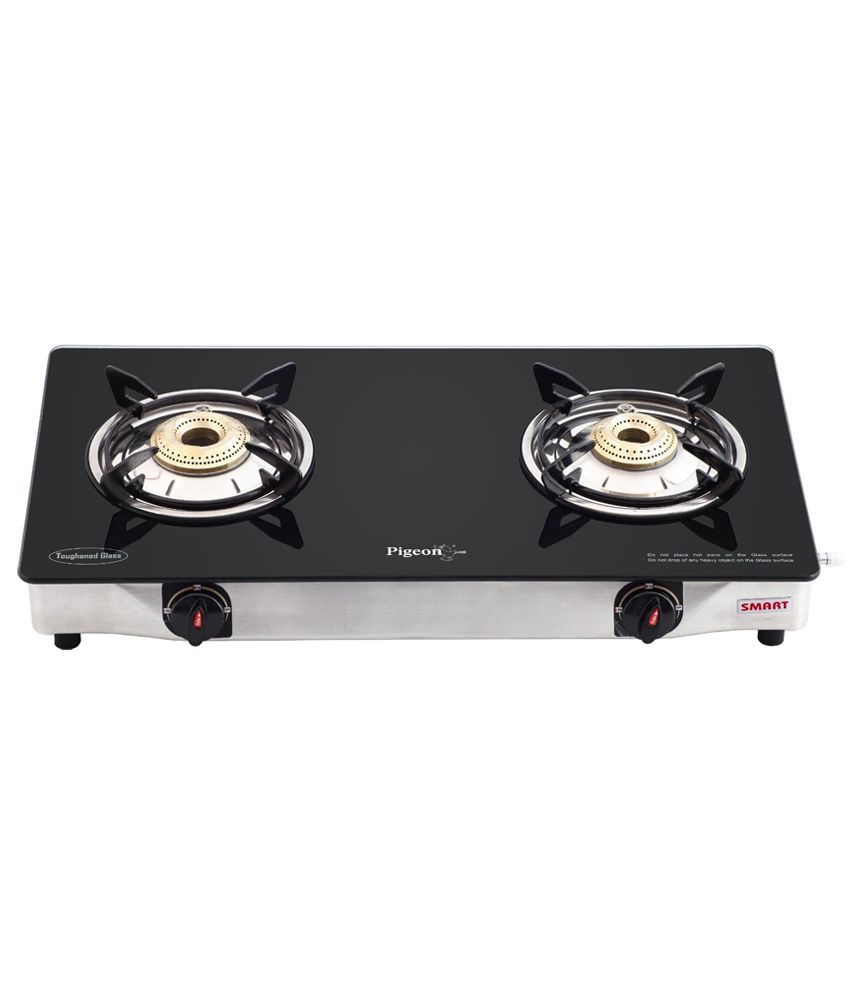 Toughened Glass
Pigeon
Do not place hot pans on the Glass surface
Do not drop of any heavy object on the Glass surface
SMART